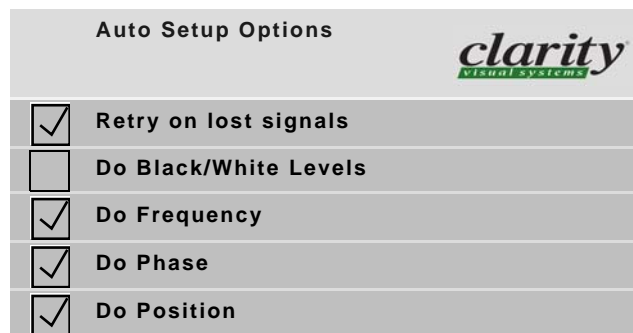 Auto Setup Options
clarity
visual systems
Retry on lost signals
Do Black/White Levels
Do Frequency
Do Phase
Do Position